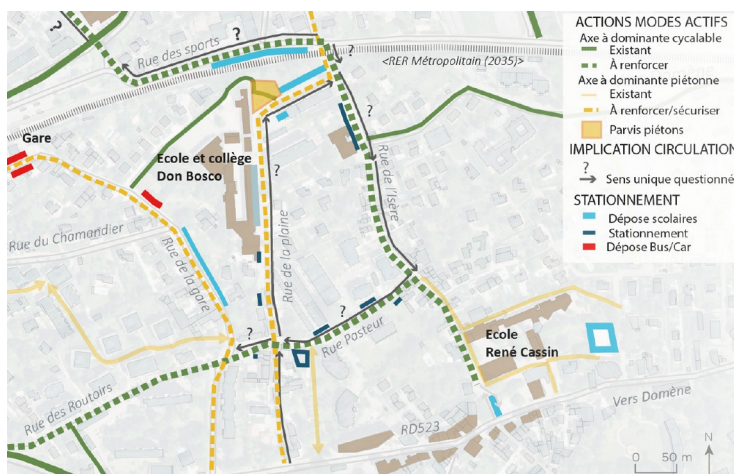 ?
Rue des sports
?
?
<RER Métropolitain (2035)>
Gare
Ecole et collège
Don Bosco
?
?
Rue de l'Isère
Rue du Chamandier
Rue de la gare
Rue de la plaine
?
?
Rue Pasteur
Ecole
René Cassin
Rue des Routoirs
RD523
Vers Domène
0 50 m
N
ACTIONS MODES ACTIFS
Axe à dominante cycalable
Existant
À renforcer
Axe à dominante piétonne
Existant
À renforcer/sécuriser
Parvis piétons
IMPLICATION CIRCULATION
?
Sens unique questionné
STATIONNEMENT
Dépose scolaires
Stationnement
Dépose Bus/Car